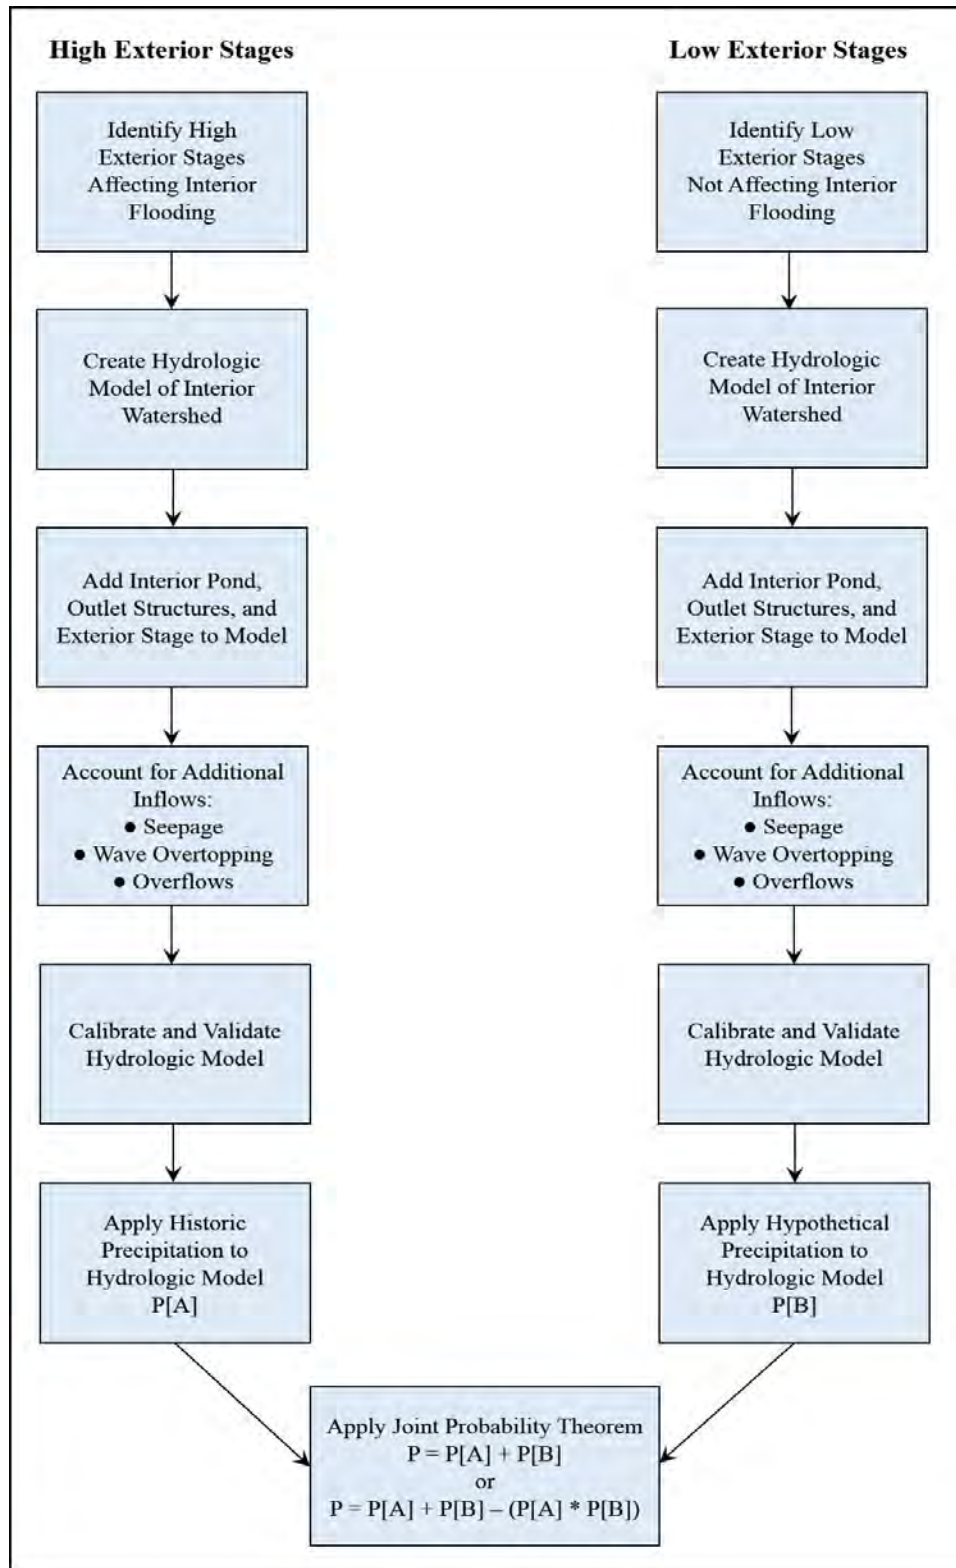 High Exterior Stages
Identify High
Exterior Stages
Affecting Interior
Flooding
Create Hydrologic
Model of Interior
Watershed
Add Interior Pond,
Outlet Structures, and
Exterior Stage to Model
Account for Additional
Inflows:
● Seepage
● Wave Overtopping
● Overflows
Calibrate and Validate
Hydrologic Model
Apply Historic
Precipitation to
Hydrologic Model
P[A]
Low Exterior Stages
Identify Low
Exterior Stages
Not Affecting Interior
Flooding
Create Hydrologic
Model of Interior
Watershed
Add Interior Pond,
Outlet Structures, and
Exterior Stage to Model
Account for Additional
Inflows:
● Seepage
● Wave Overtopping
● Overflows
Calibrate and Validate
Hydrologic Model
Apply Hypothetical
Precipitation to
Hydrologic Model
P[B]
Apply Joint Probability Theorem
P = P[A] + P[B]
or
P = P[A] + P[B] – (P[A] * P[B])